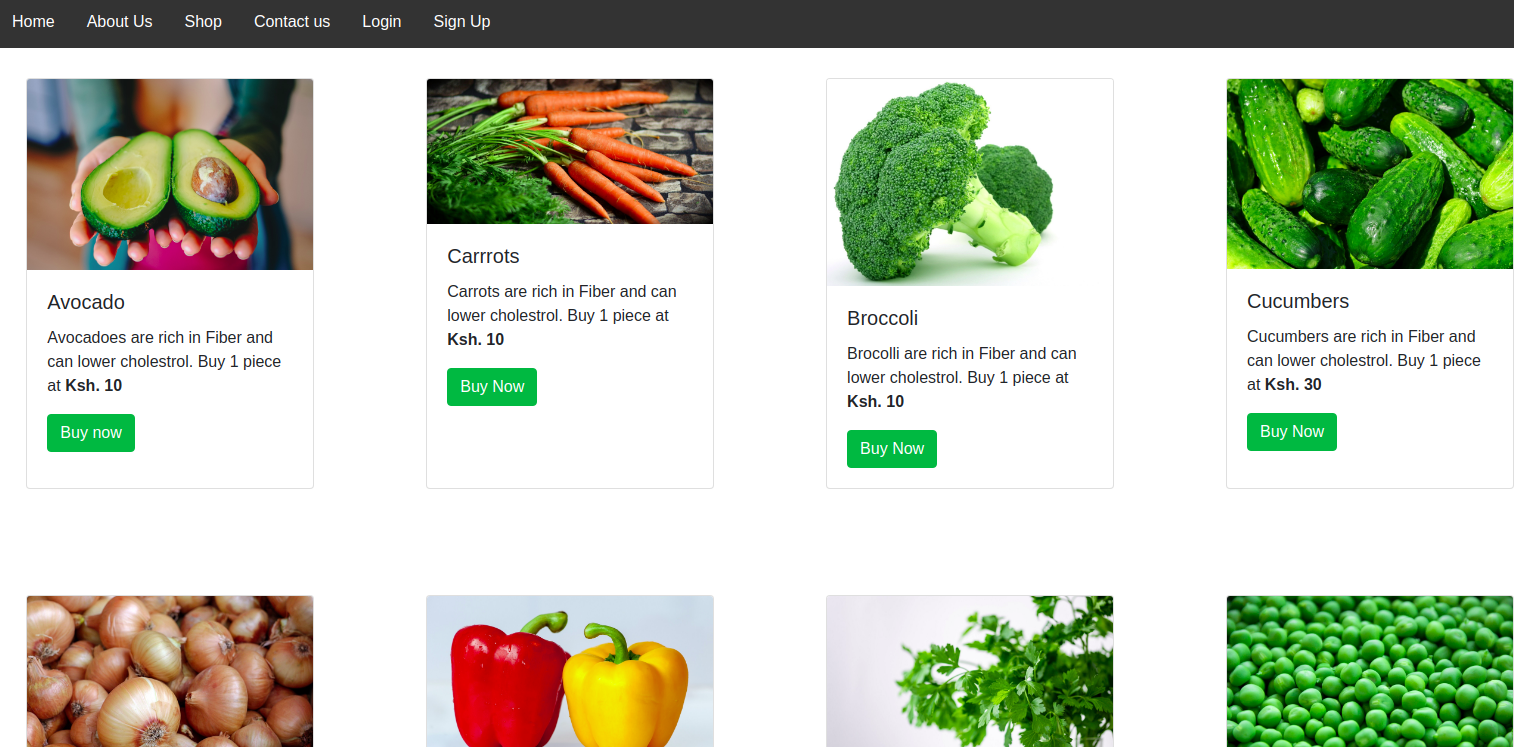 Home About Us Shop Contact us Login Sign Up
Avocado
Avocadoes are rich in Fiber and
can lower cholestrol. Buy 1 piece
at Ksh. 10
Buy now
Carrrots
Carrots are rich in Fiber and can
lower cholestrol. Buy 1 piece at
Ksh. 10
Buy Now
Broccoli
Brocolli are rich in Fiber and can
lower cholestrol. Buy 1 piece at
Ksh. 10
Buy Now
Cucumbers
Cucumbers are rich in Fiber and
can lower cholestrol. Buy 1 piece
at Ksh. 30
Buy Now